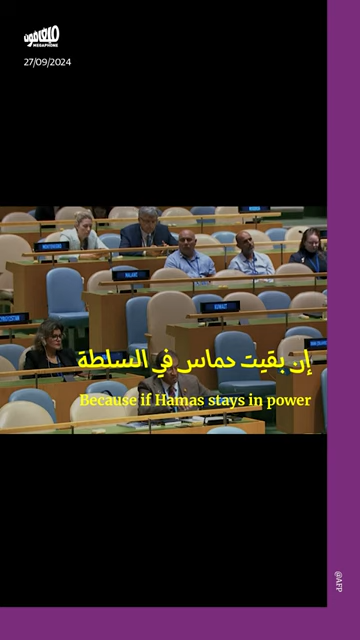 ميغافون
MEGAPHONE
27/09/2024
MALAWI
KUWAIT
إن بقيت حماس في السلطة
Because if Hamas stays in power
@AFP